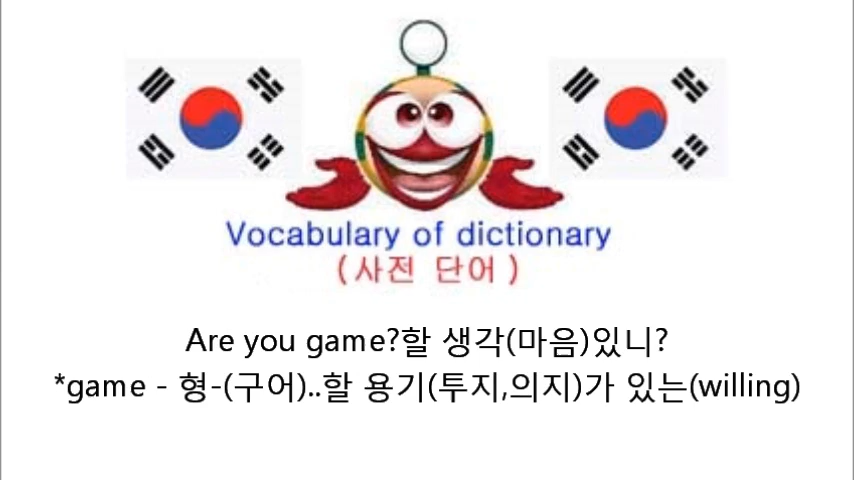 Vocabulary of dictionary
(사전 단어)
Are you game?할 생각(마음)있니?
*game - 형-(구어)..할 용기(투지,의지)가 있는(willing)